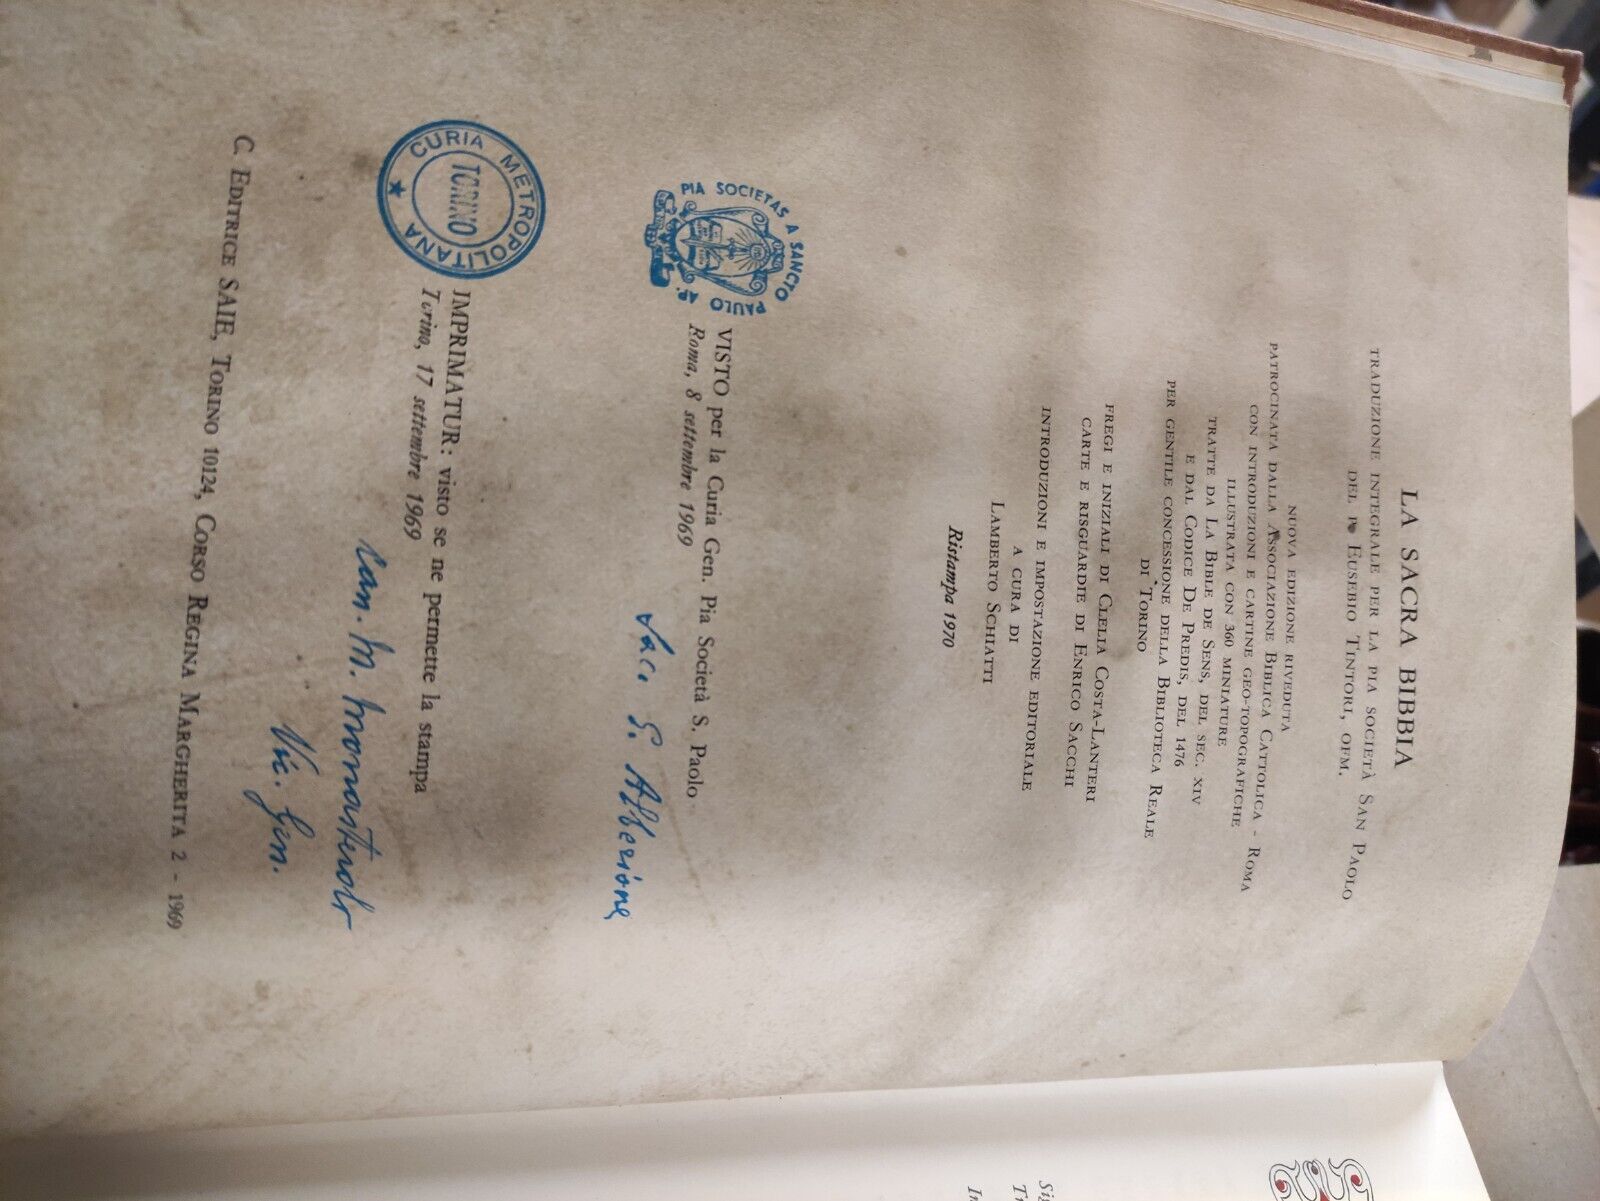 LA SACRA BIBBIA
TRADUZIONE INTEGRALE PER LA PIA SOCIETÀ SAN PAOLO
DEL P. EUSEBIO TINTORI, OFM.
NUOVA EDIZIONE RIVEDUTA
PATROCINATA DALLA ASSOCIAZIONE BIBLICA CATTOLICA - ROMA
CON INTRODUZIONI E CARTINE GEO-TOPOGRAFICHE
ILLUSTRATA CON 360 MINIATURE
TRATTE DA LA BIBLE DE SENS, DEL SEC. XIV
E DAL CODICE DE PREDIS, DEL 1476
PER GENTILE CONCESSIONE DELLA BIBLIOTECA REALE
DI TORINO
FREGI E INIZIALI DI CLELIA COSTA-LANTERI
CARTE E RISGUARDIE DI ENRICO SACCHI
INTRODUZIONI E IMPOSTAZIONE EDITORIALE
A CURA DI
LAMBERTO SCHIATTI
Ristampa 1970
PIA SOCIETAS A SANCTO PAULO AP.
VISTO per la Curia Gen. Pia Società S. Paolo
Roma, 8 settembre 1969
Sac. G. Alberione
CURIA METROPOLITANA
TORINO
IMPRIMATUR: visto se ne permette la stampa
Torino, 17 settembre 1969
Can. M. Monasterolo
Vic. Gen.
C. EDITRICE SAIE, TORINO 10124, CORSO REGINA MARGHERITA 2 - 1969